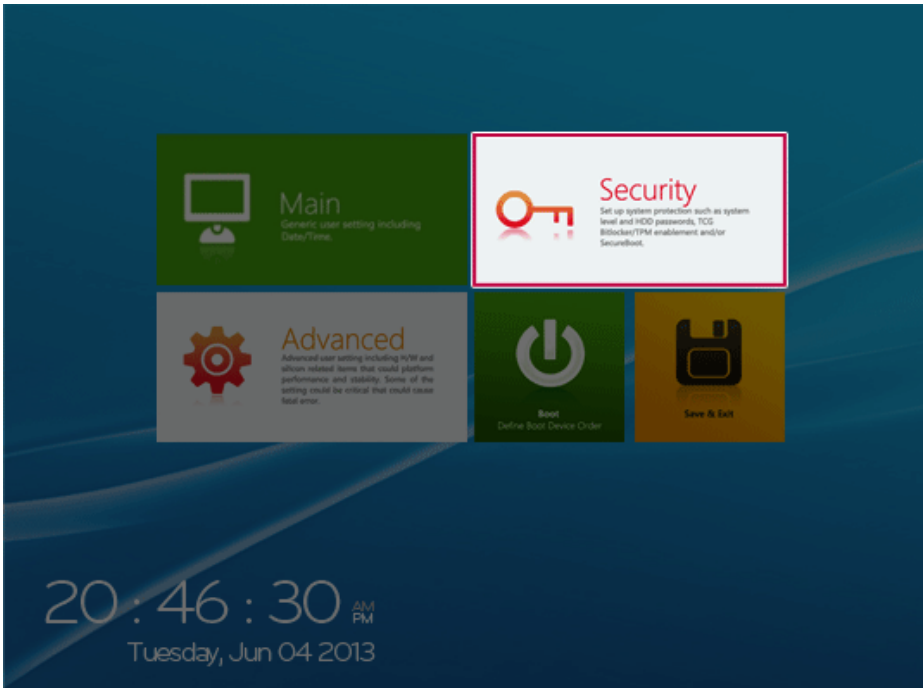 Main
Generic user setting including
Date/Time.
Security
Set up system protection such as system
level and HDD passwords, TCG
Bitlocker/TPM enablement and/or
SecureBoot.
Advanced
Advanced user setting including H/W and
silicon related items that could platform
performance and stability. Some of the
setting could be critical that could cause
fatal error.
Boot
Define Boot Device Order
Save & Exit
20 : 46 : 30 AM
PM
Tuesday, Jun 04 2013